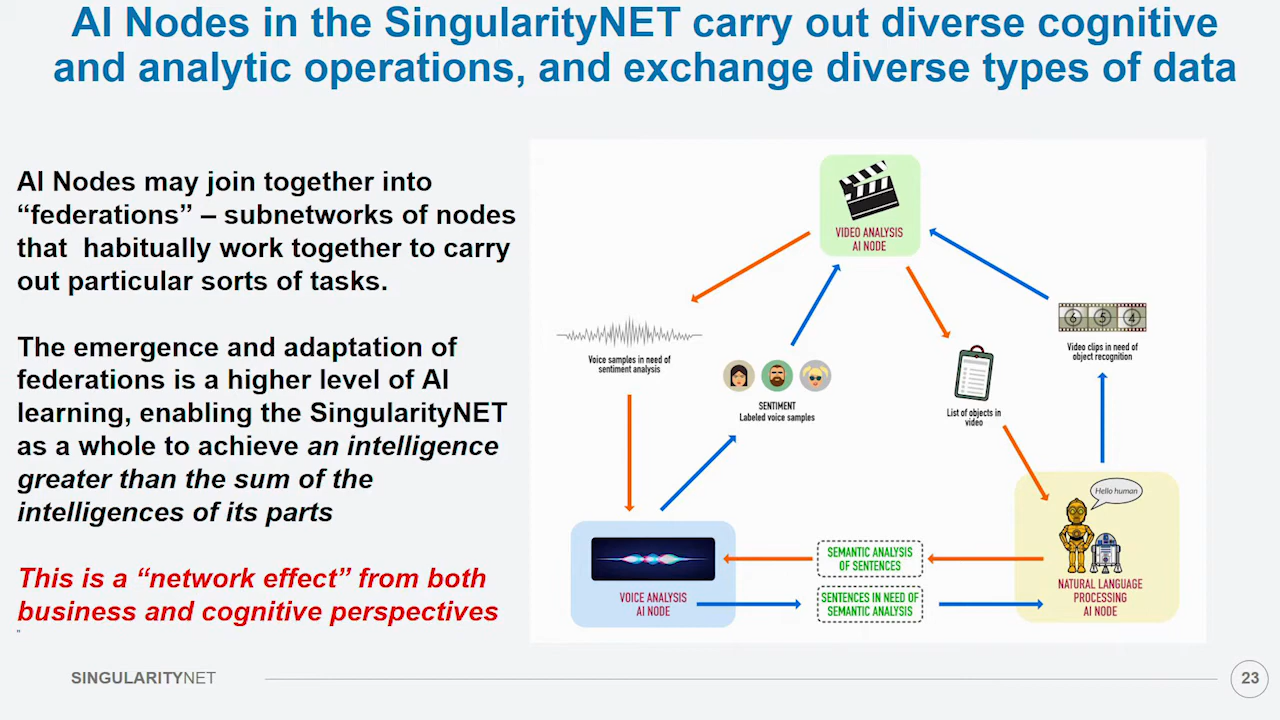 AI Nodes in the SingularityNET carry out diverse cognitive
and analytic operations, and exchange diverse types of data
AI Nodes may join together into
“federations” – subnetworks of nodes
that habitually work together to carry
out particular sorts of tasks.
The emergence and adaptation of
federations is a higher level of AI
learning, enabling the SingularityNET
as a whole to achieve an intelligence
greater than the sum of the
intelligences of its parts
This is a “network effect” from both
business and cognitive perspectives
”
VIDEO ANALYSIS
AI NODE
Voice samples in need of
sentiment analysis
SENTIMENT
Labeled voice samples
List of objects in
video
6 5 4
Video clips in need of
object recognition
Hello human
VOICE ANALYSIS
AI NODE
SEMANTIC ANALYSIS
OF SENTENCES
SENTENCES IN NEED OF
SEMANTIC ANALYSIS
NATURAL LANGUAGE
PROCESSING
AI NODE
SINGULARITYNET
23